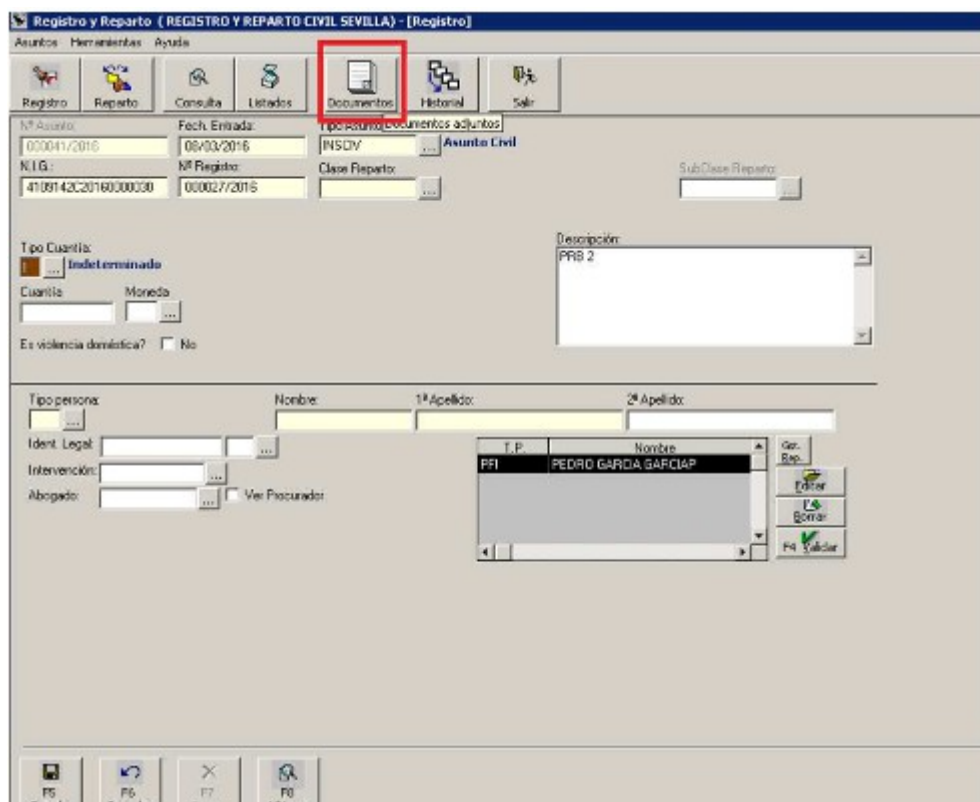 Registro y Reparto ( REGISTRO Y REPARTO CIVIL SEVILLA) - [Registro]
Asuntos Herramientas Ayuda
Registro Reparto Consulta Listados Documentos Historial Salir
Documentos adjuntos
Nº Asunto: Fech. Entrada: Tipo Asunto
000041/2016 08/03/2016 INSCIV ... Asunto Civil
N.I.G.: Nº Registro: Clase Reparto: SubClase Reparto:
4109142C20160000030 000027/2016 ... ...
Tipo Cuantía: Descripción:
I ... Indeterminado PRB 2
Cuantía Moneda
...
Es violencia doméstica? No
Tipo persona: Nombre: 1º Apellido: 2º Apellido:
...
Ident. Legal: ...
Intervención: ...
Abogado: ... Ver Procurador
T.P. Nombre
PFI PEDRO GARCIA GARCIAP
Rep.
Editar
Borrar
F4 Validar
F5 F6 F7 F8